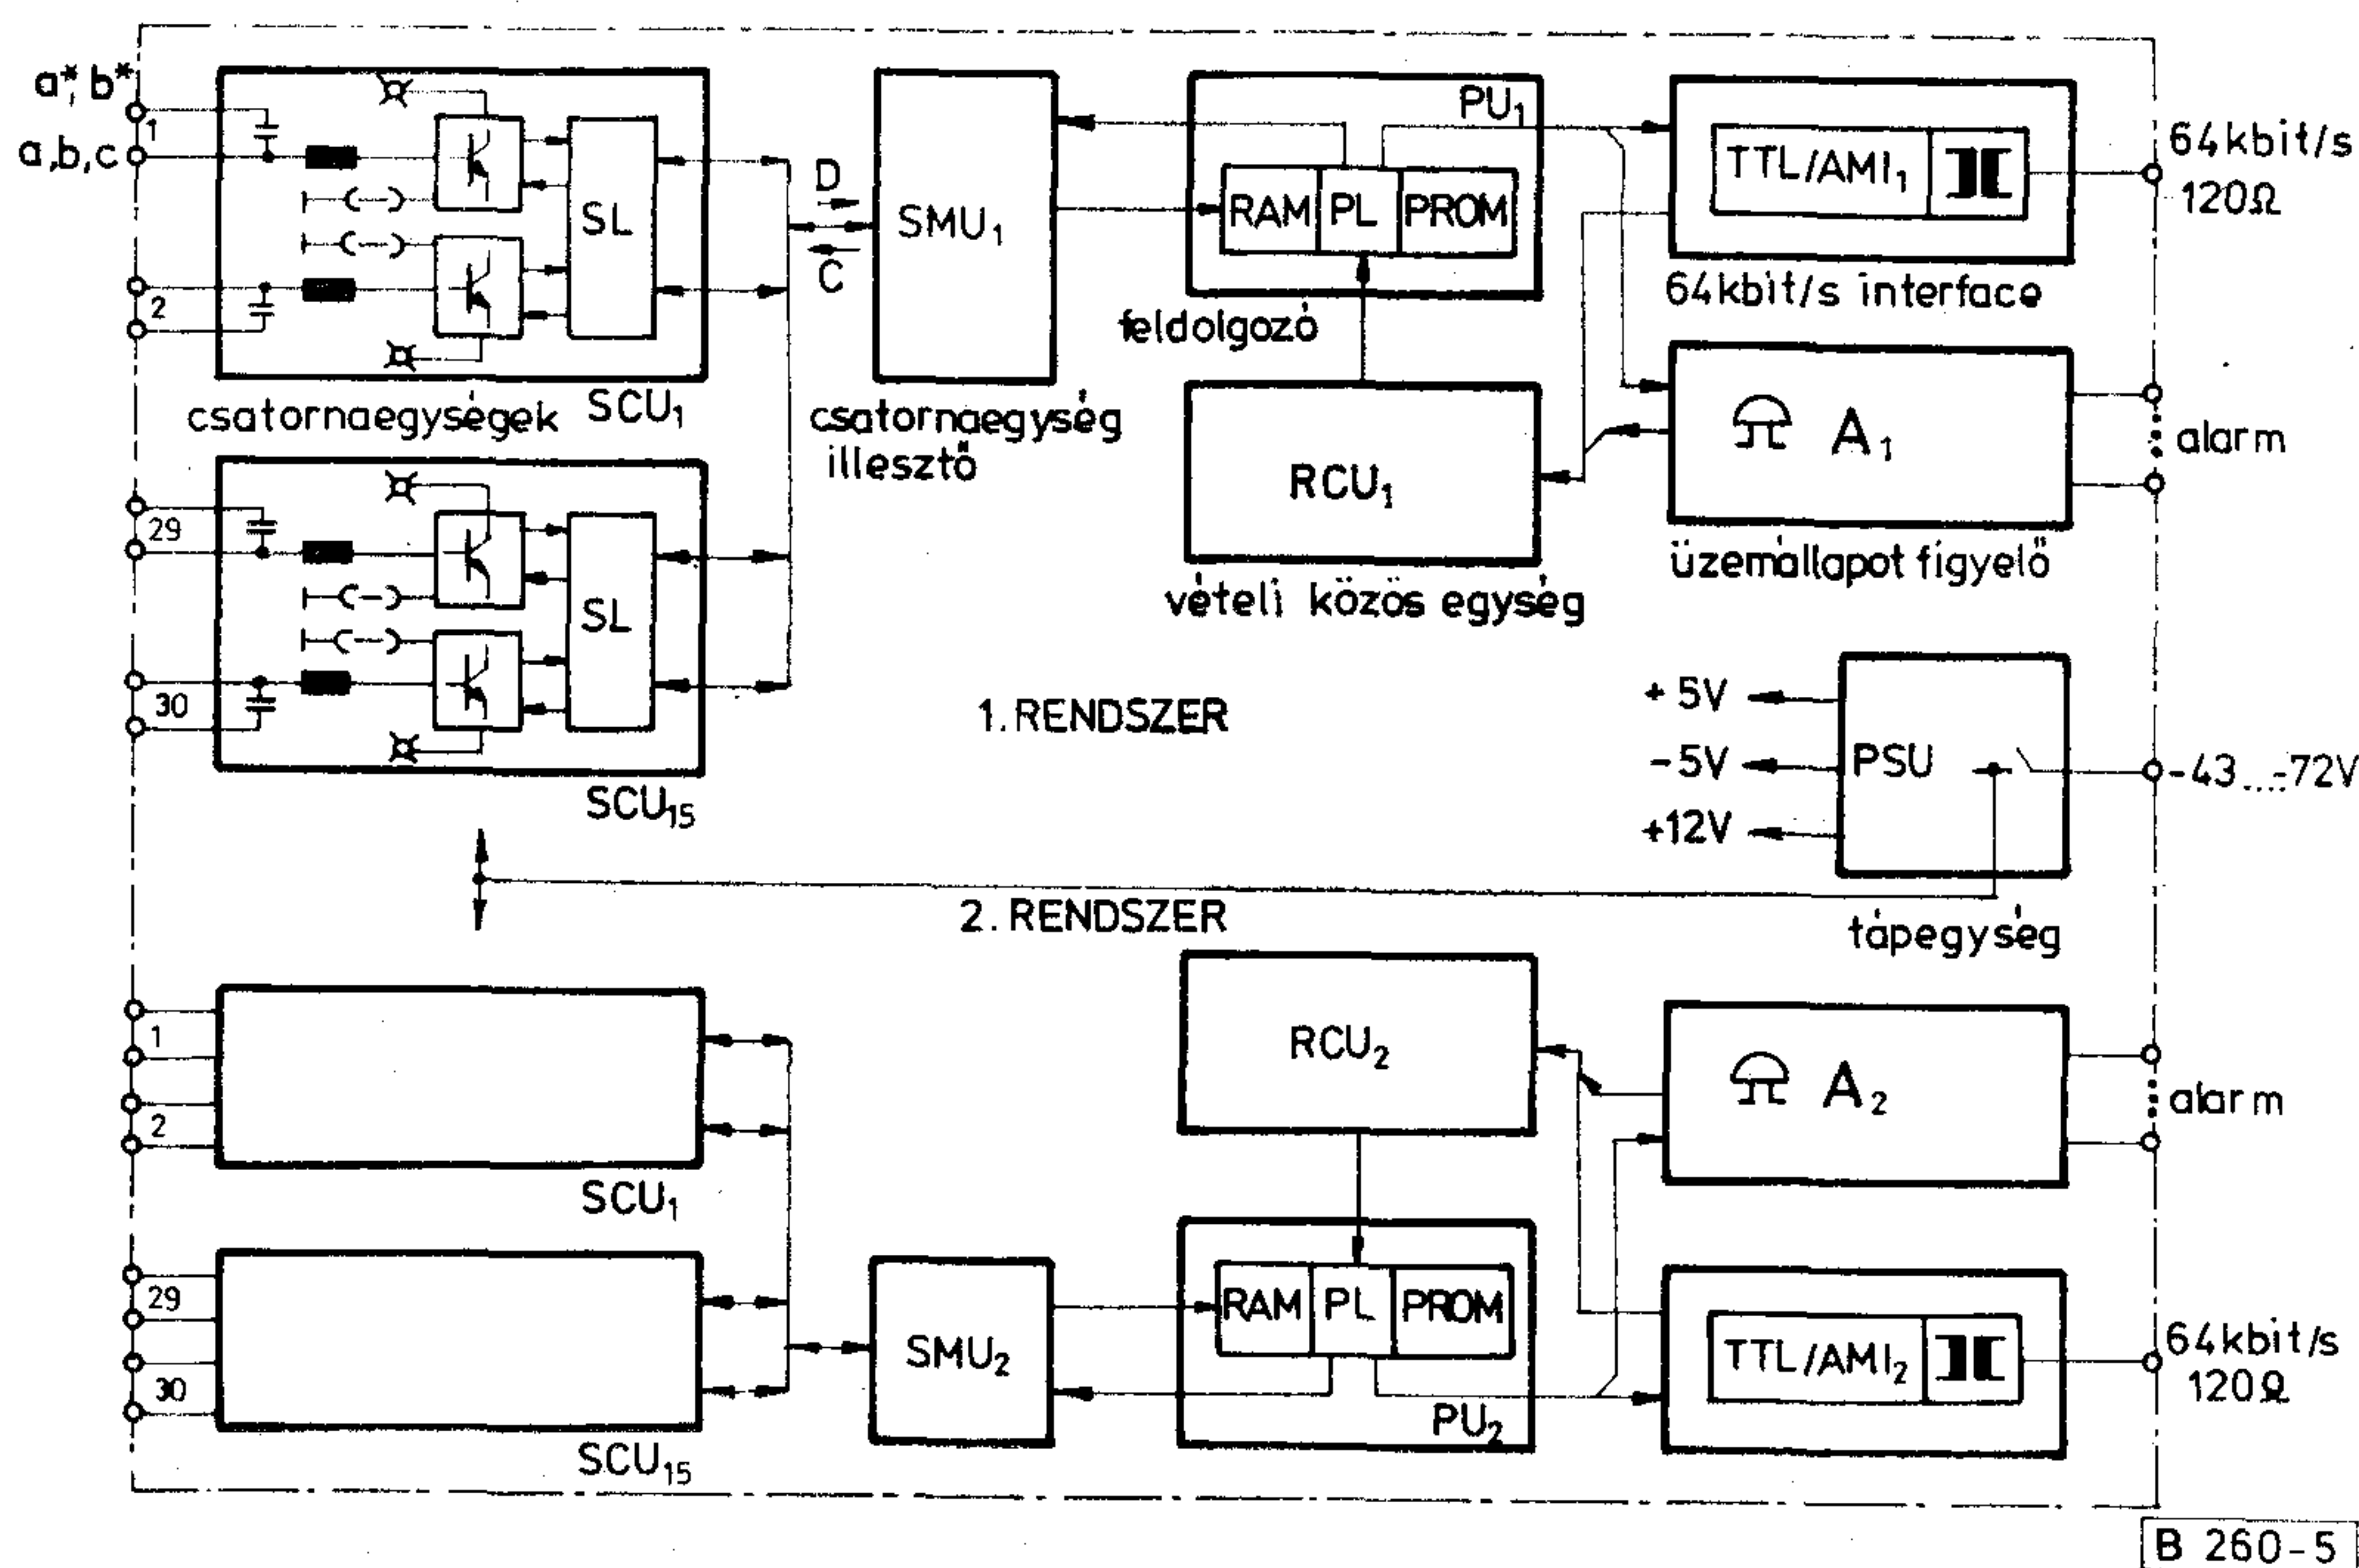 a*, b*
1
a,b,c
2
SL
SCU₁
csatornaegységek
D
C
SMU₁
csatornaegység
illesztő
PU₁
RAM PL PROM
feldolgozó
RCU₁
vételi közös egység
TTL/AMI₁
64kbit/s interface
64kbit/s
120Ω
A₁
alarm
üzemállapot figyelő
29
30
SL
SCU₁₅
1. RENDSZER
+5V
-5V
+12V
PSU
-43....-72V
tápegység
2. RENDSZER
1
2
SCU₁
29
30
SCU₁₅
SMU₂
RCU₂
RAM PL PROM
PU₂
A₂
alarm
TTL/AMI₂
64kbit/s
120Ω
B 260-5